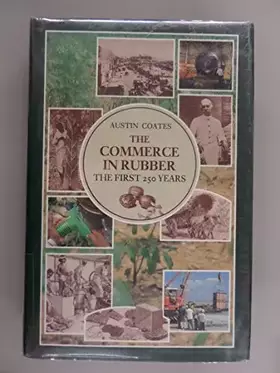 AUSTIN COATES
THE
COMMERCE
IN RUBBER
THE FIRST 250 YEARS